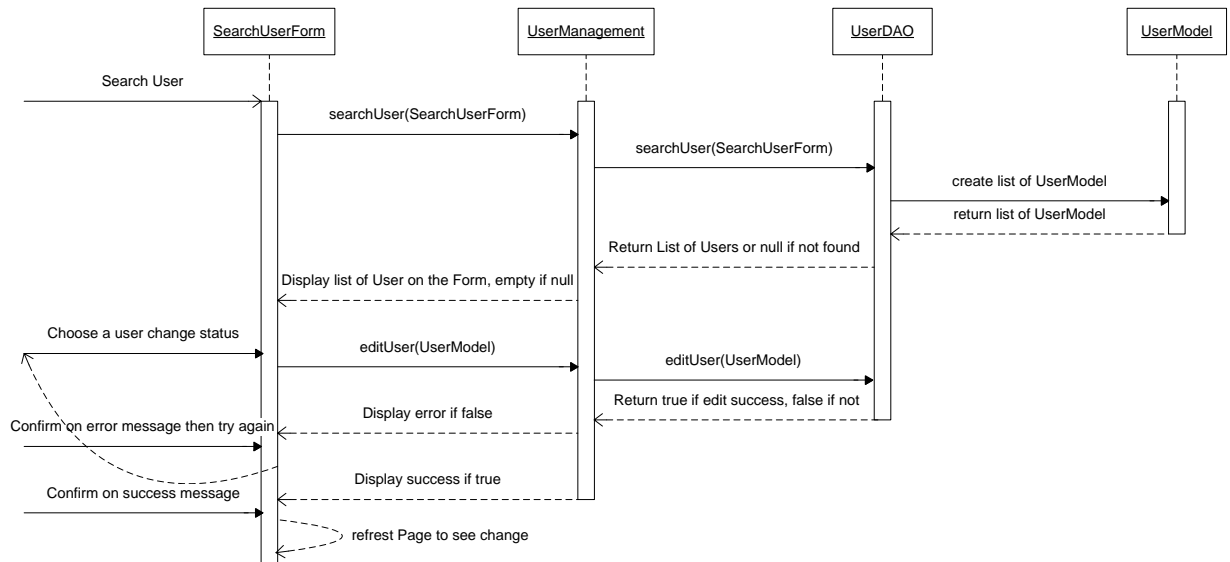 SearchUserForm
UserManagement
UserDAO
UserModel
Search User
searchUser(SearchUserForm)
searchUser(SearchUserForm)
create list of UserModel
return list of UserModel
Return List of Users or null if not found
Display list of User on the Form, empty if null
Choose a user change status
editUser(UserModel)
editUser(UserModel)
Return true if edit success, false if not
Display error if false
Confirm on error message then try again
Display success if true
Confirm on success message
refrest Page to see change